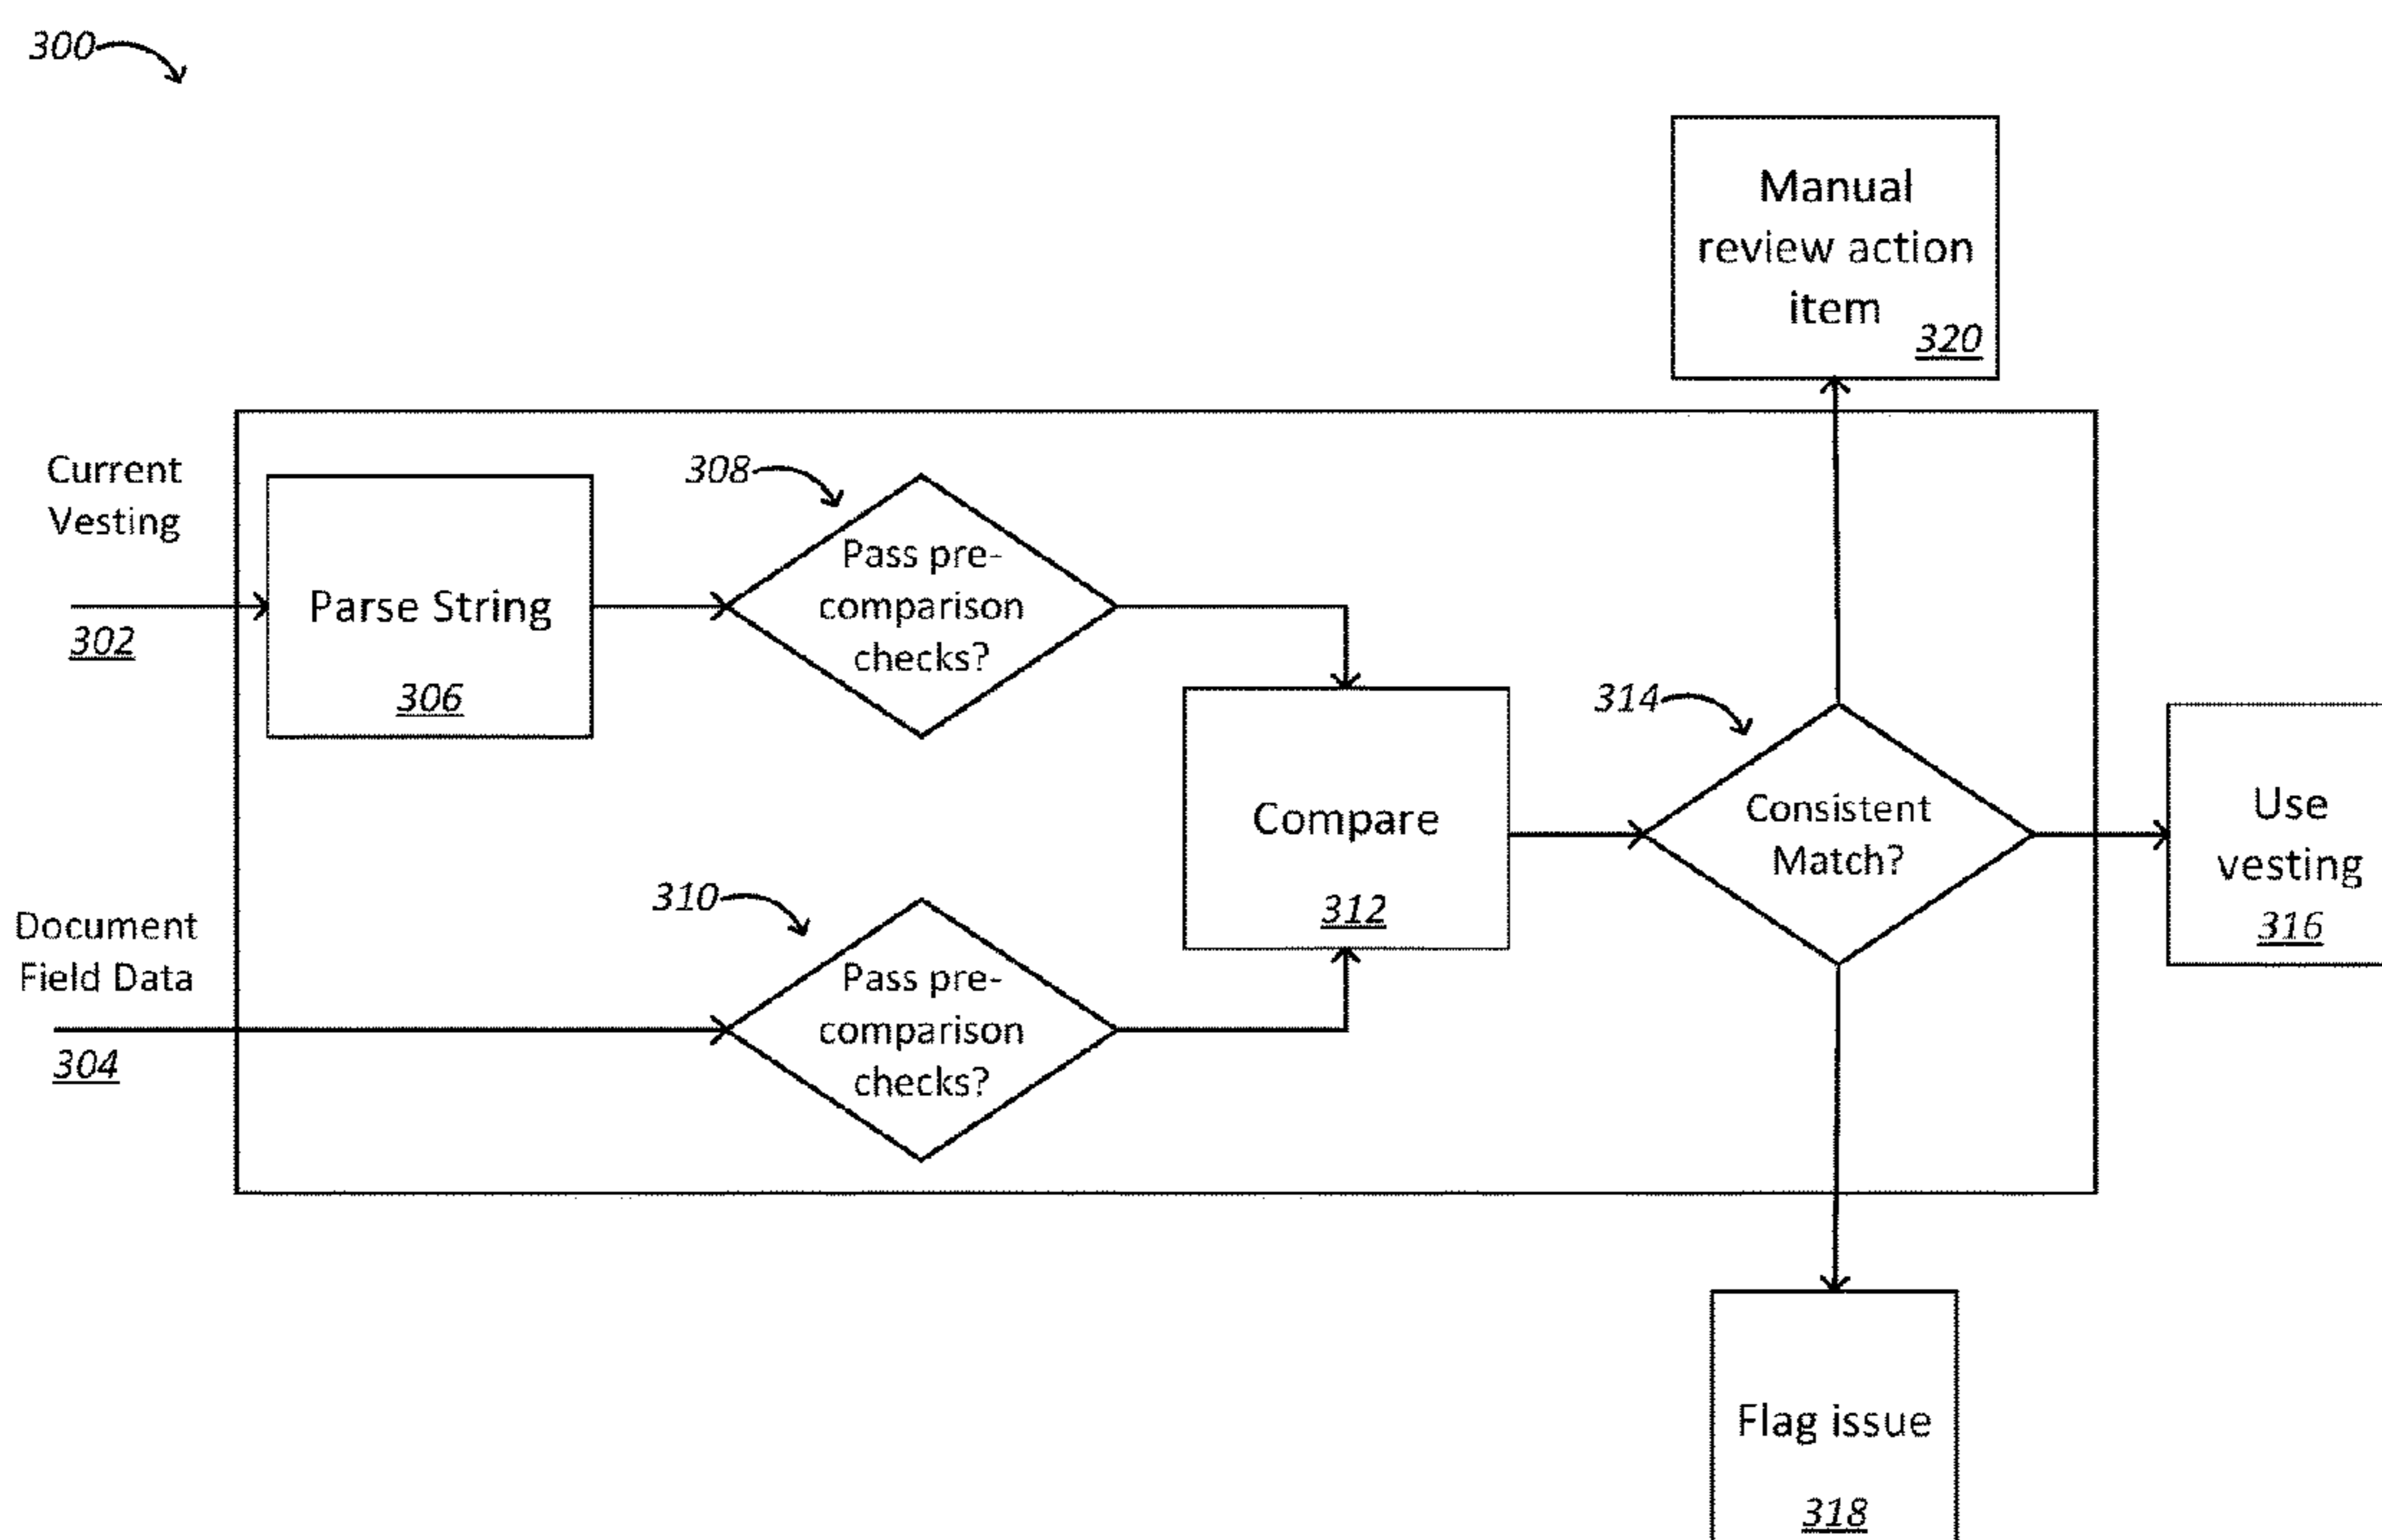 300
Manual
review action
item
320
Current
Vesting
302
Parse String
306
308
Pass pre-
comparison
checks?
Document
Field Data
304
310
Pass pre-
comparison
checks?
Compare
312
314
Consistent
Match?
Use
vesting
316
Flag issue
318